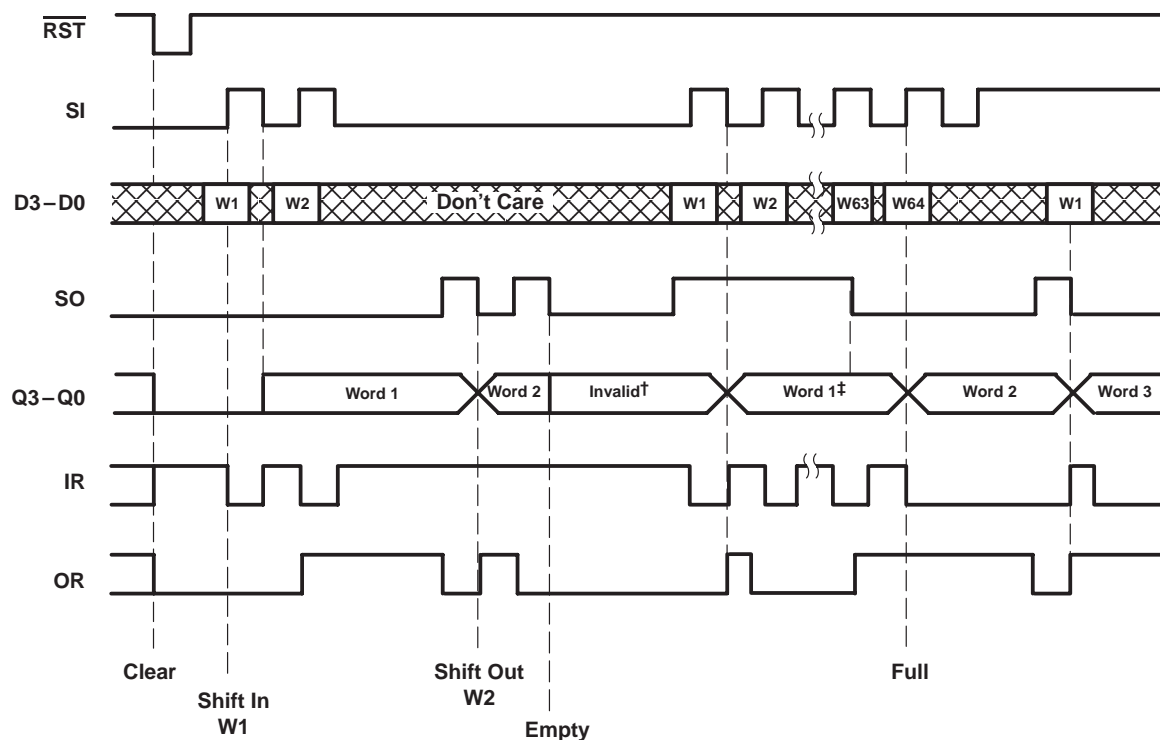 RST
SI
D3–D0 W1 W2 Don't Care W1 W2 W63 W64 W1
SO
Q3–Q0 Word 1 Word 2 Invalid† Word 1‡ Word 2 Word 3
IR
OR
Clear Shift Out Full
Shift In W2
W1
Empty